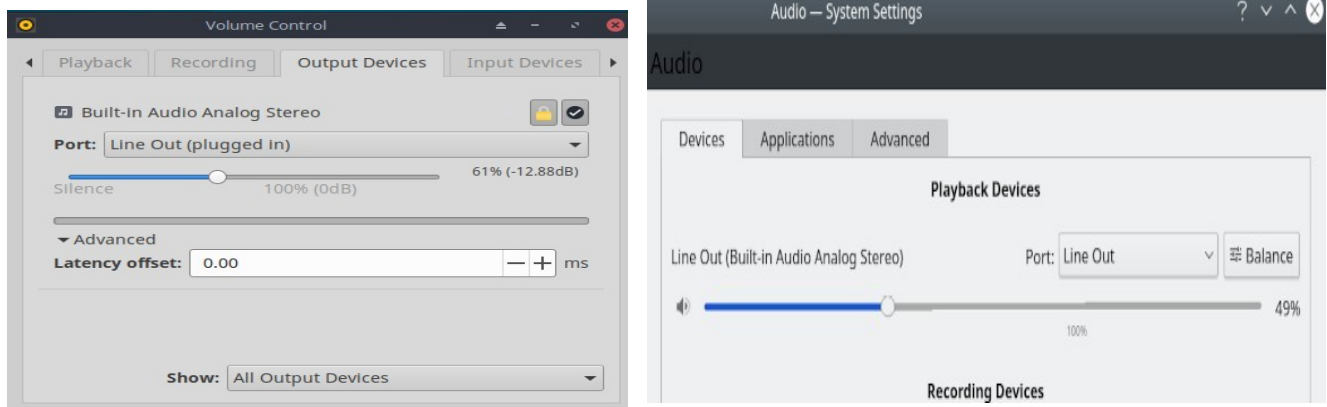 Volume Control
Playback Recording Output Devices Input Devices
Built-in Audio Analog Stereo
Port: Line Out (plugged in)
61% (-12.88dB)
Silence 100% (0dB)
Advanced
Latency offset: 0.00 ms
Show: All Output Devices
Audio — System Settings
Audio
Devices Applications Advanced
Playback Devices
Line Out (Built-in Audio Analog Stereo) Port: Line Out Balance
49%
100%
Recording Devices